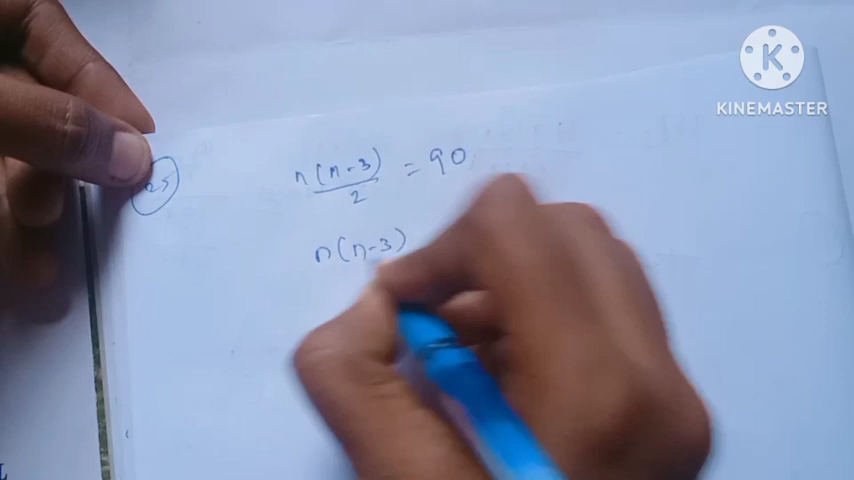 K
KINEMASTER
25 n(n-3)/2 = 90
n(n-3)
L